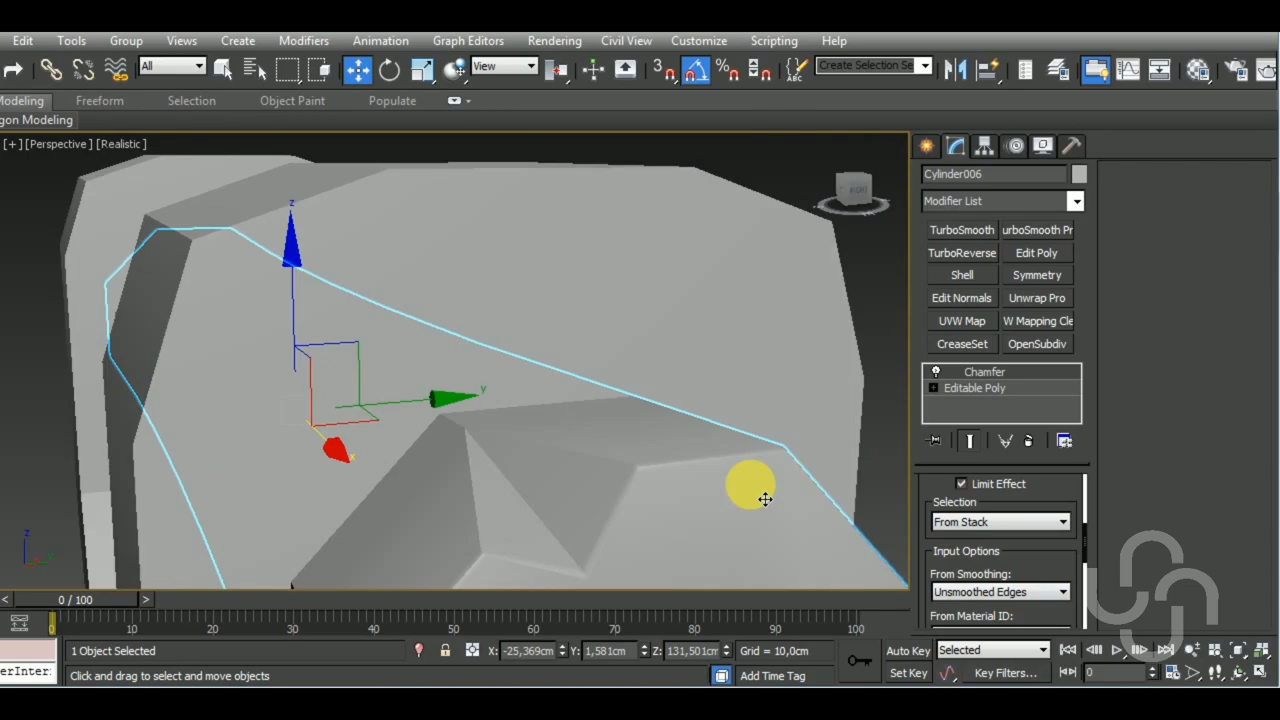 Edit Tools Group Views Create Modifiers Animation Graph Editors Rendering Civil View Customize Scripting Help
All View 3 % ABC Create Selection Se
Modeling Freeform Selection Object Paint Populate
gon Modeling
[+] [Perspective] [Realistic]
RIGHT
z
y
x
z
Cylinder006
Modifier List
TurboSmooth urboSmooth Pr
TurboReverse Edit Poly
Shell Symmetry
Edit Normals Unwrap Pro
UVW Map W Mapping Cle
CreaseSet OpenSubdiv
Chamfer
Editable Poly
Limit Effect
Selection
From Stack
Input Options
From Smoothing:
Unsmoothed Edges
From Material ID:
< 0 / 100 >
0 10 20 30 40 50 60 70 80 90 100
1 Object Selected X: -25,369cm Y: 1,581cm Z: 131,501cm Grid = 10,0cm Auto Key Selected
erInter: Click and drag to select and move objects Add Time Tag Set Key Key Filters... 0